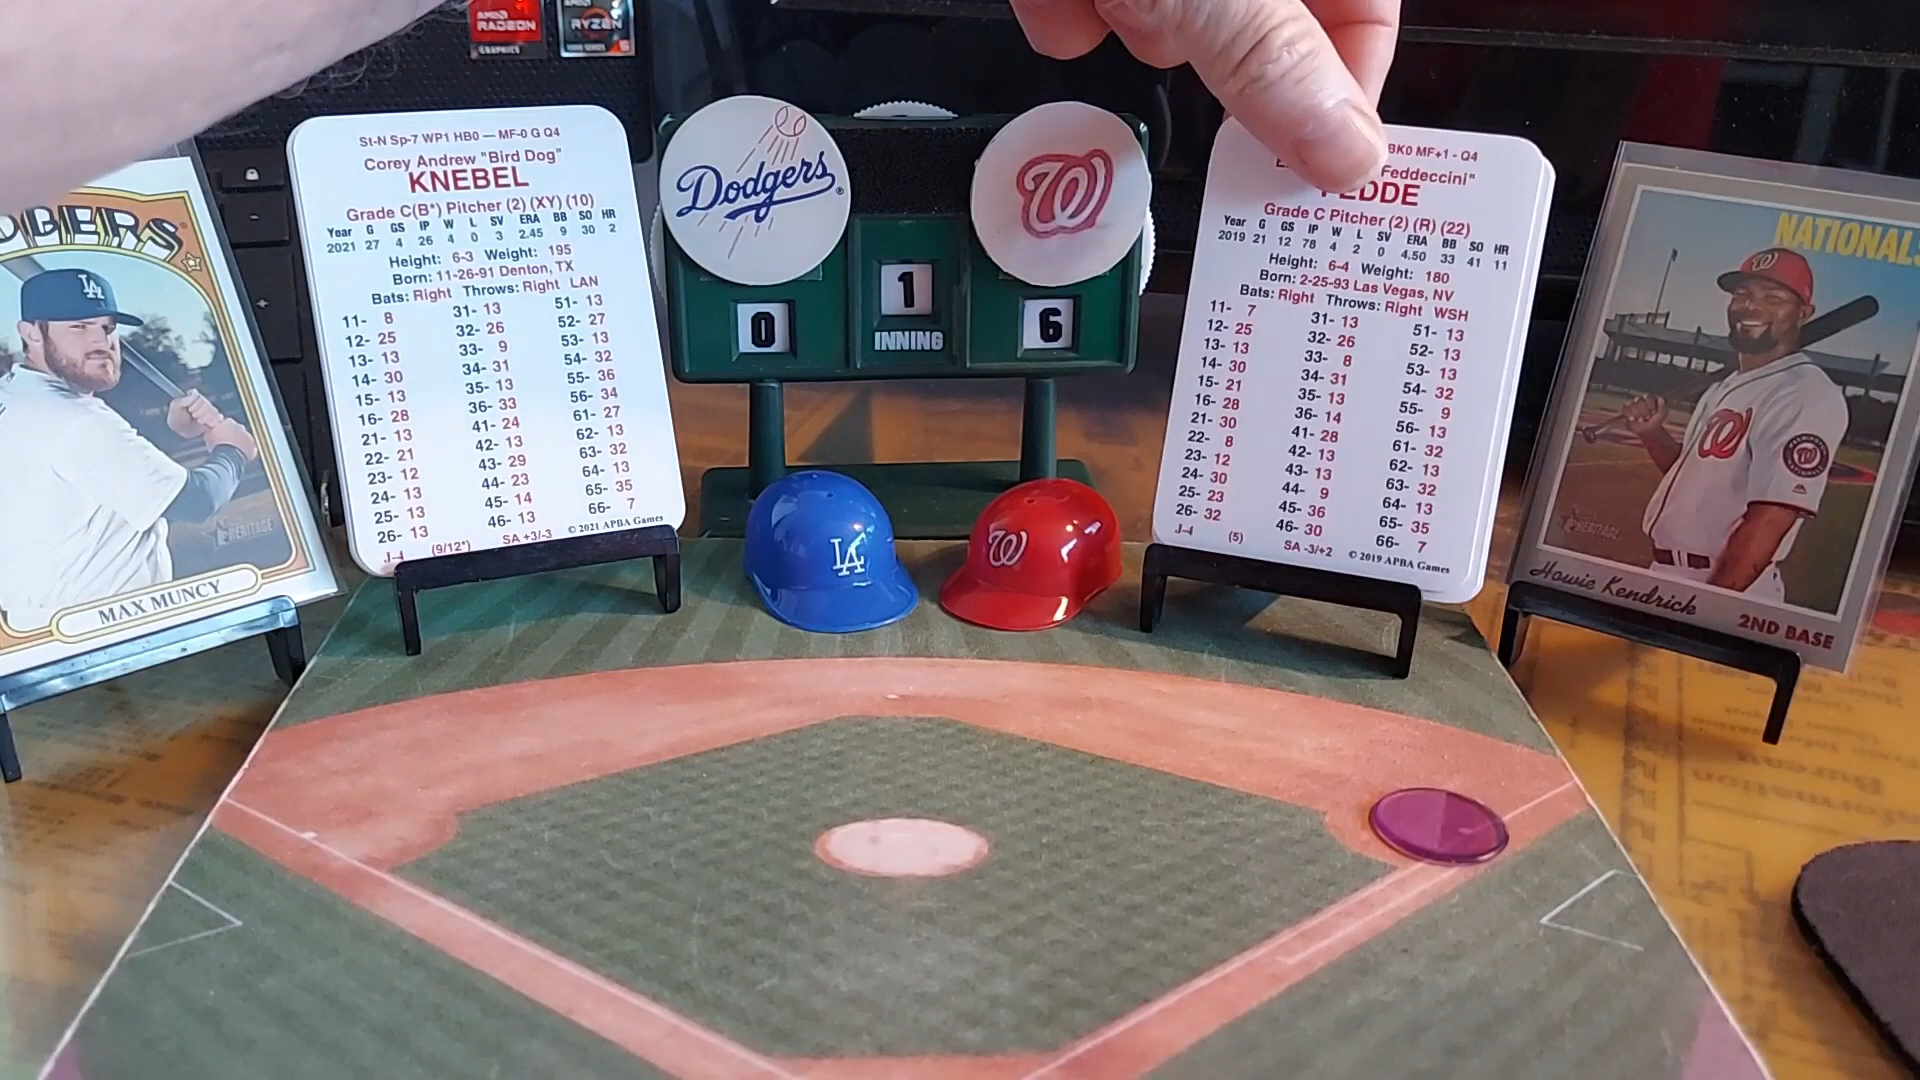 AMD
RADEON
GRAPHICS
AMD
RYZEN
5000 SERIES 5
St-N Sp-7 WP1 HB0 — MF-0 G Q4
Corey Andrew "Bird Dog"
KNEBEL
Grade C(B*) Pitcher (2) (XY) (10)
Year G GS IP W L SV ERA BB SO HR
2021 27 4 26 4 0 3 2.45 9 30 2
Height: 6-3 Weight: 195
Born: 11-26-91 Denton, TX
Bats: Right Throws: Right LAN
11- 8 31- 13 51- 13
12- 25 32- 26 52- 27
13- 13 33- 9 53- 13
14- 30 34- 31 54- 32
15- 13 35- 13 55- 36
16- 28 36- 33 56- 34
21- 13 41- 24 61- 27
22- 21 42- 13 62- 13
23- 12 43- 29 63- 32
24- 13 44- 23 64- 13
25- 13 45- 14 65- 35
26- 13 46- 13 66- 7
J-4 (9/12*) SA +3/-3 © 2021 APBA Games
HERITAGE
MAX MUNCY
Dodgers
W
0
1
INNING
6
LA
W
BK0 MF+1 - Q4
Feddeccini"
FEDDE
Grade C Pitcher (2) (R) (22)
Year G GS IP W L SV ERA BB SO HR
2019 21 12 78 4 2 0 4.50 33 41 11
Height: 6-4 Weight: 180
Born: 2-25-93 Las Vegas, NV
Bats: Right Throws: Right WSH
11- 7 31- 13 51- 13
12- 25 32- 26 52- 13
13- 13 33- 8 53- 13
14- 30 34- 31 54- 32
15- 21 35- 13 55- 9
16- 28 36- 14 56- 13
21- 30 41- 28 61- 32
22- 8 42- 13 62- 13
23- 12 43- 13 63- 32
24- 30 44- 9 64- 13
25- 23 45- 36 65- 35
26- 32 46- 30 66- 7
J-4 (5) SA -3/+2 © 2019 APBA Games
NATIONALS
W
HERITAGE
Howie Kendrick
2ND BASE